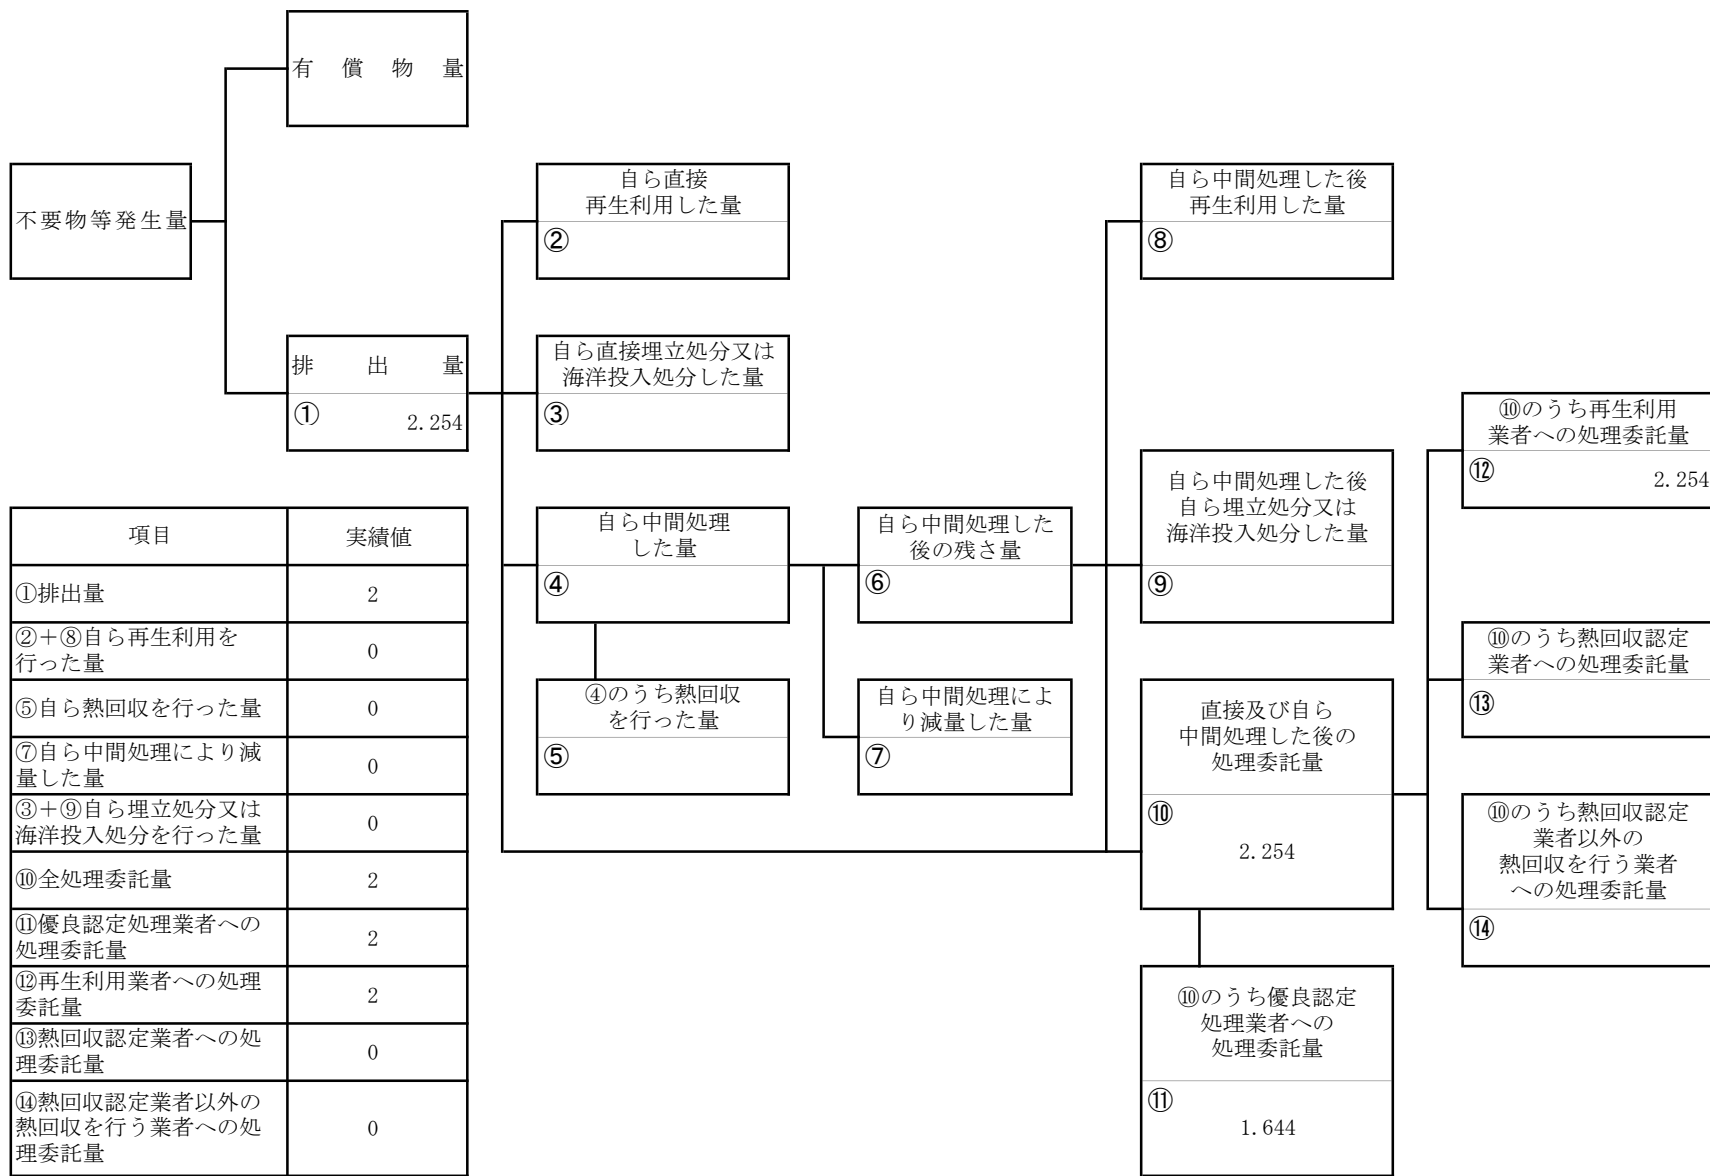 有償物量
不要物等発生量
排出量
①
2.254
自ら直接
再生利用した量
②
自ら直接埋立処分又は
海洋投入処分した量
③
自ら中間処理
した量
④
④のうち熱回収
を行った量
⑤
自ら中間処理した
後の残さ量
⑥
自ら中間処理によ
り減量した量
⑦
自ら中間処理した後
再生利用した量
⑧
自ら中間処理した後
自ら埋立処分又は
海洋投入処分した量
⑨
直接及び自ら
中間処理した後の
処理委託量
⑩
2.254
⑩のうち優良認定
処理業者への
処理委託量
⑪
1.644
⑩のうち再生利用
業者への処理委託量
⑫
2.254
⑩のうち熱回収認定
業者への処理委託量
⑬
⑩のうち熱回収認定
業者以外の
熱回収を行う業者
への処理委託量
⑭
項目 実績値
①排出量 2
②+⑧自ら再生利用を
行った量 0
⑤自ら熱回収を行った量 0
⑦自ら中間処理により減
量した量 0
③+⑨自ら埋立処分又は
海洋投入処分を行った量 0
⑩全処理委託量 2
⑪優良認定処理業者への
処理委託量 2
⑫再生利用業者への処理
委託量 2
⑬熱回収認定業者への処
理委託量 0
⑭熱回収認定業者以外の
熱回収を行う業者への処
理委託量 0